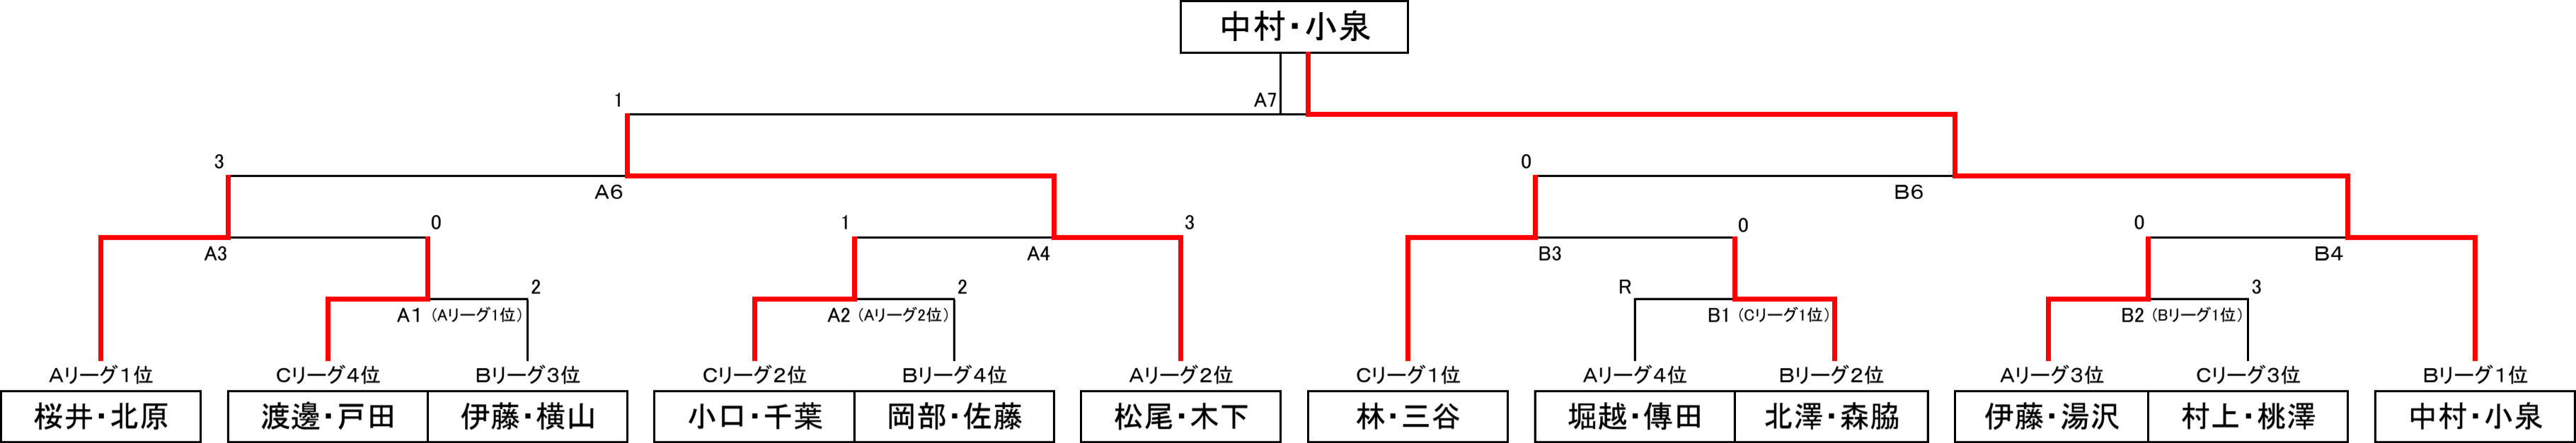 中村・小泉
1
A7
3
0
A6
B6
0
1
3
0
0
A3
A4
B3
B4
2
2
R
3
A1（Aリーグ1位）
A2（Aリーグ2位）
B1（Cリーグ1位）
B2（Bリーグ1位）
Aリーグ1位
Cリーグ4位
Bリーグ3位
Cリーグ2位
Bリーグ4位
Aリーグ2位
Cリーグ1位
Aリーグ4位
Bリーグ2位
Aリーグ3位
Cリーグ3位
Bリーグ1位
桜井・北原
渡邊・戸田
伊藤・横山
小口・千葉
岡部・佐藤
松尾・木下
林・三谷
堀越・傳田
北澤・森脇
伊藤・湯沢
村上・桃澤
中村・小泉